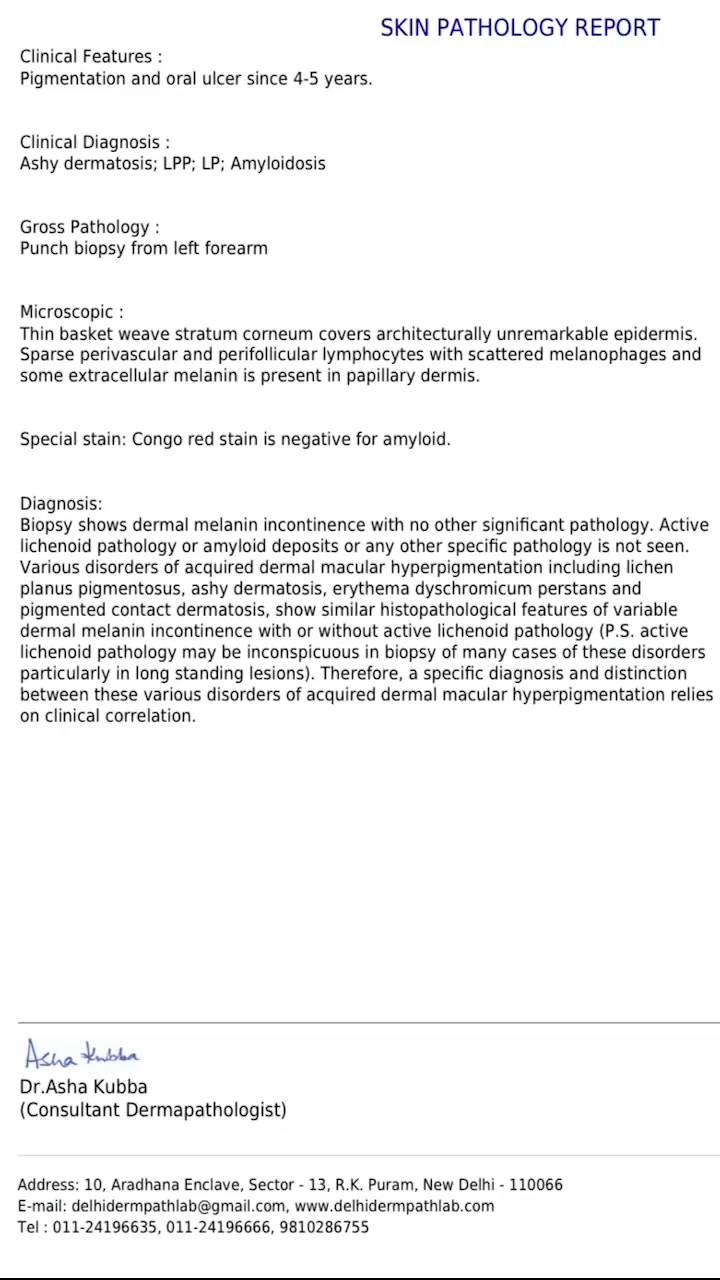 SKIN PATHOLOGY REPORT
Clinical Features :
Pigmentation and oral ulcer since 4-5 years.
Clinical Diagnosis :
Ashy dermatosis; LPP; LP; Amyloidosis
Gross Pathology :
Punch biopsy from left forearm
Microscopic :
Thin basket weave stratum corneum covers architecturally unremarkable epidermis.
Sparse perivascular and perifollicular lymphocytes with scattered melanophages and
some extracellular melanin is present in papillary dermis.
Special stain: Congo red stain is negative for amyloid.
Diagnosis:
Biopsy shows dermal melanin incontinence with no other significant pathology. Active
lichenoid pathology or amyloid deposits or any other specific pathology is not seen.
Various disorders of acquired dermal macular hyperpigmentation including lichen
planus pigmentosus, ashy dermatosis, erythema dyschromicum perstans and
pigmented contact dermatosis, show similar histopathological features of variable
dermal melanin incontinence with or without active lichenoid pathology (P.S. active
lichenoid pathology may be inconspicuous in biopsy of many cases of these disorders
particularly in long standing lesions). Therefore, a specific diagnosis and distinction
between these various disorders of acquired dermal macular hyperpigmentation relies
on clinical correlation.
Asha Kubba
Dr.Asha Kubba
(Consultant Dermapathologist)
Address: 10, Aradhana Enclave, Sector - 13, R.K. Puram, New Delhi - 110066
E-mail: delhidermpathlab@gmail.com, www.delhidermpathlab.com
Tel : 011-24196635, 011-24196666, 9810286755